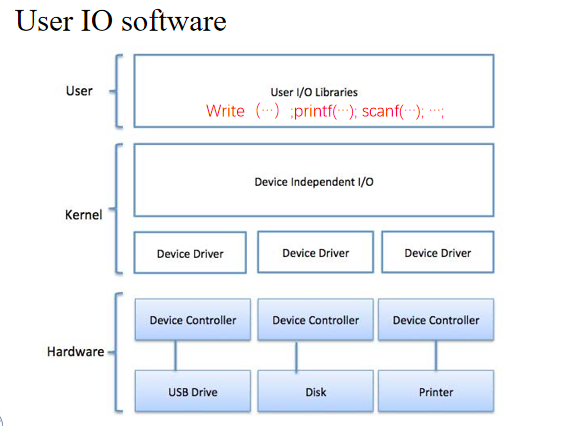 User IO software
User
User I/O Libraries
Write （…）;printf(…); scanf(…); …;
Device Independent I/O
Kernel
Device Driver
Device Driver
Device Driver
Device Controller
Device Controller
Device Controller
Hardware
USB Drive
Disk
Printer